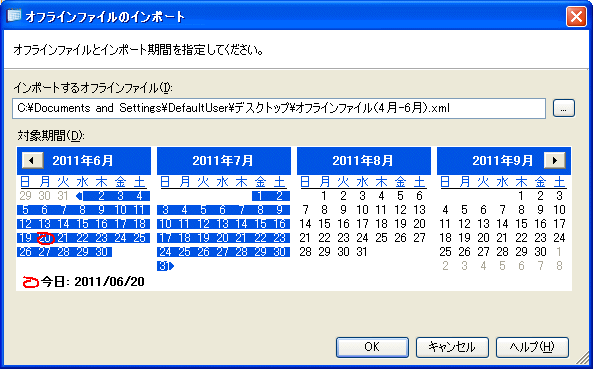 オフラインファイルのインポート
オフラインファイルとインポート期間を指定してください。
インポートするオフラインファイル(I):
C:¥Documents and Settings¥DefaultUser¥デスクトップ¥オフラインファイル(4月-6月).xml
...
対象期間(D):
2011年6月 2011年7月 2011年8月 2011年9月
日 月 火 水 木 金 土 日 月 火 水 木 金 土 日 月 火 水 木 金 土 日 月 火 水 木 金 土
29 30 31 1 2 3 4 1 2 1 2 3 4 5 6 1 2 3
5 6 7 8 9 10 11 3 4 5 6 7 8 9 7 8 9 10 11 12 13 4 5 6 7 8 9 10
12 13 14 15 16 17 18 10 11 12 13 14 15 16 14 15 16 17 18 19 20 11 12 13 14 15 16 17
19 20 21 22 23 24 25 17 18 19 20 21 22 23 21 22 23 24 25 26 27 18 19 20 21 22 23 24
26 27 28 29 30 24 25 26 27 28 29 30 28 29 30 31 25 26 27 28 29 30 1
31 2 3 4 5 6 7 8
今日: 2011/06/20
OK キャンセル ヘルプ(H)